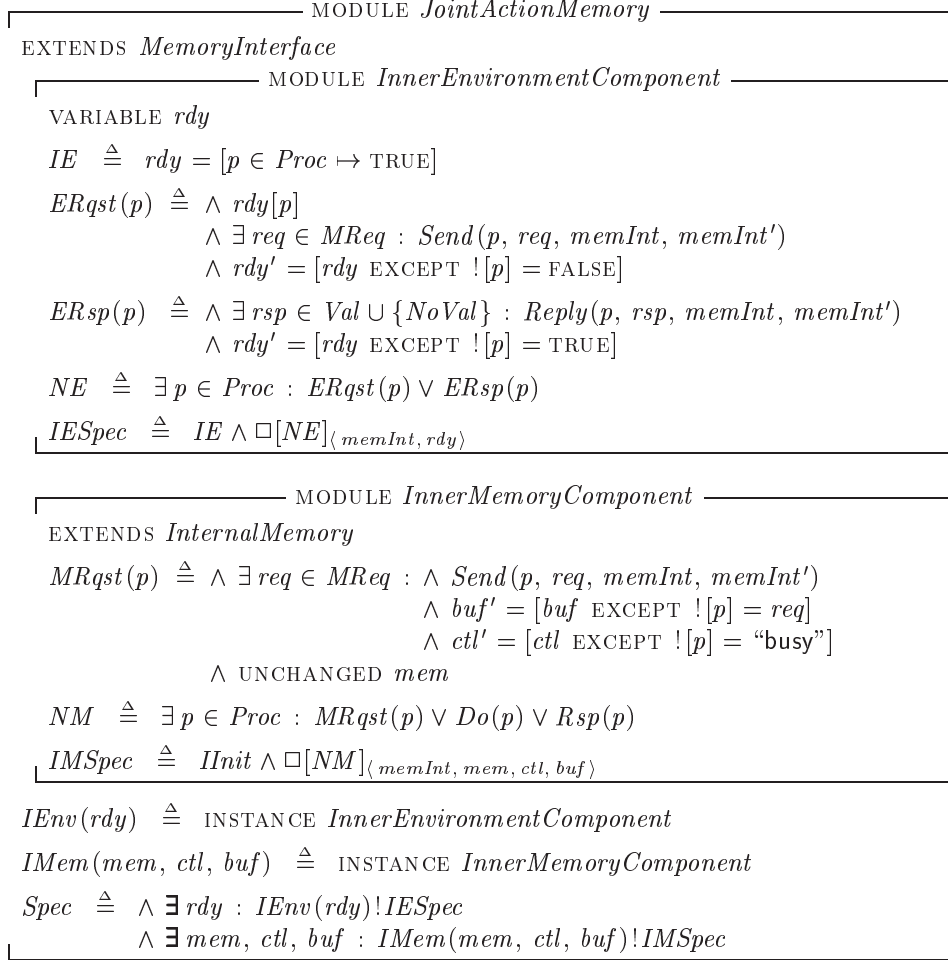 MODULE JointActionMemory
EXTENDS MemoryInterface
MODULE InnerEnvironmentComponent
VARIABLE rdy
IE ≜ rdy = [p ∈ Proc ↦ TRUE]
ERqst(p) ≜ ∧ rdy[p]
∧ ∃ req ∈ MReq : Send(p, req, memInt, memInt′)
∧ rdy′ = [rdy EXCEPT ![p] = FALSE]
ERsp(p) ≜ ∧ ∃ rsp ∈ Val ∪ {NoVal} : Reply(p, rsp, memInt, memInt′)
∧ rdy′ = [rdy EXCEPT ![p] = TRUE]
NE ≜ ∃ p ∈ Proc : ERqst(p) ∨ ERsp(p)
IESpec ≜ IE ∧ □[NE]⟨memInt, rdy⟩
MODULE InnerMemoryComponent
EXTENDS InternalMemory
MRqst(p) ≜ ∧ ∃ req ∈ MReq : ∧ Send(p, req, memInt, memInt′)
∧ buf′ = [buf EXCEPT ![p] = req]
∧ ctl′ = [ctl EXCEPT ![p] = “busy”]
∧ UNCHANGED mem
NM ≜ ∃ p ∈ Proc : MRqst(p) ∨ Do(p) ∨ Rsp(p)
IMSpec ≜ IInit ∧ □[NM]⟨memInt, mem, ctl, buf⟩
IEnv(rdy) ≜ INSTANCE InnerEnvironmentComponent
IMem(mem, ctl, buf) ≜ INSTANCE InnerMemoryComponent
Spec ≜ ∧ ∃ rdy : IEnv(rdy)!IESpec
∧ ∃ mem, ctl, buf : IMem(mem, ctl, buf)!IMSpec